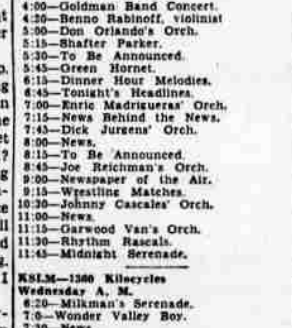 4:00—Goldman Band Concert.
4:20—Benno Rabinoff, violinist
5:00—Don Orlando's Orch.
5:15—Shafter Parker.
5:30—To Be Announced.
5:45—Green Hornet.
6:15—Dinner Hour Melodies.
6:45—Tonight's Headlines.
7:00—Enric Madrigueras' Orch.
7:15—News Behind the News.
7:45—Dick Jurgens' Orch.
8:00—News.
8:15—To Be Announced.
8:45—Joe Reichman's Orch.
9:00—Newspaper of the Air.
9:15—Wrestling Matches.
10:30—Johnny Cascales' Orch.
11:00—News.
11:15—Garwood Van's Orch.
11:30—Rhythm Rascals.
11:45—Midnight Serenade.
KSLM—1360 Kilocycles
Wednesday A. M.
6:20—Milkman's Serenade.
7:0—Wonder Valley Boy.
7:30—News